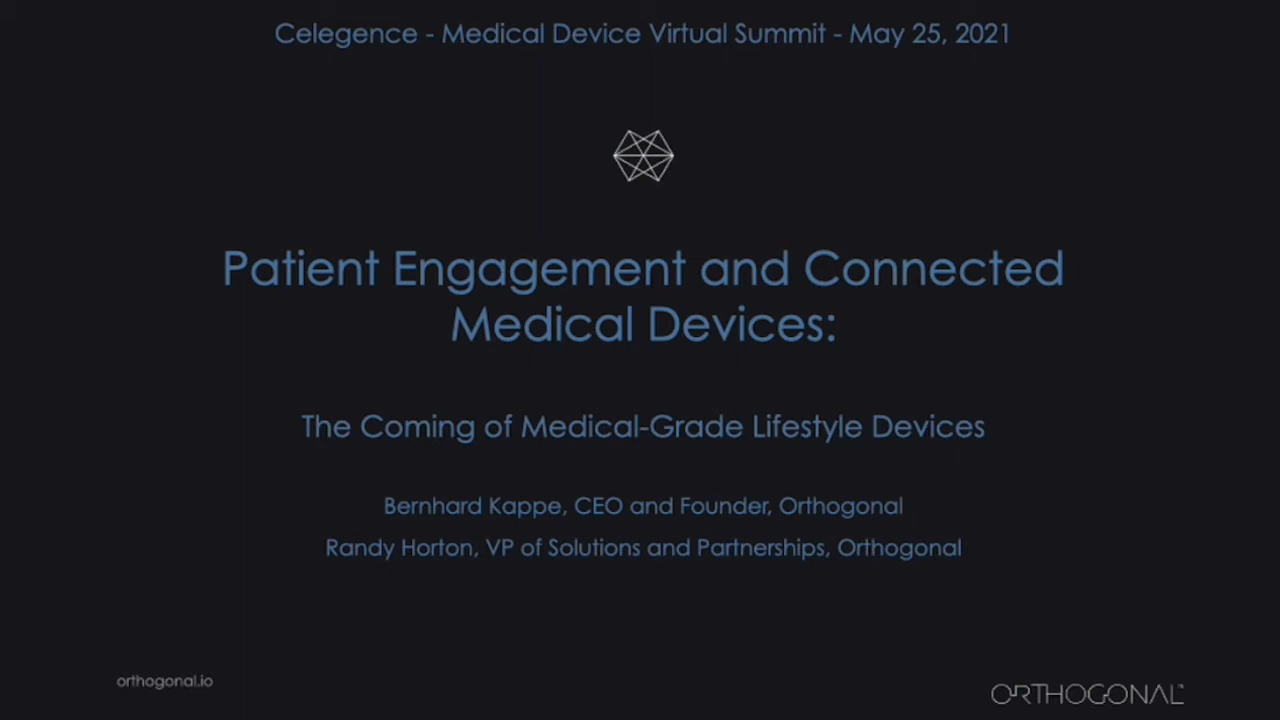 Celegence - Medical Device Virtual Summit - May 25, 2021
Patient Engagement and Connected
Medical Devices:
The Coming of Medical-Grade Lifestyle Devices
Bernhard Kappe, CEO and Founder, Orthogonal
Randy Horton, VP of Solutions and Partnerships, Orthogonal
orthogonal.io
ORTHOGONAL™